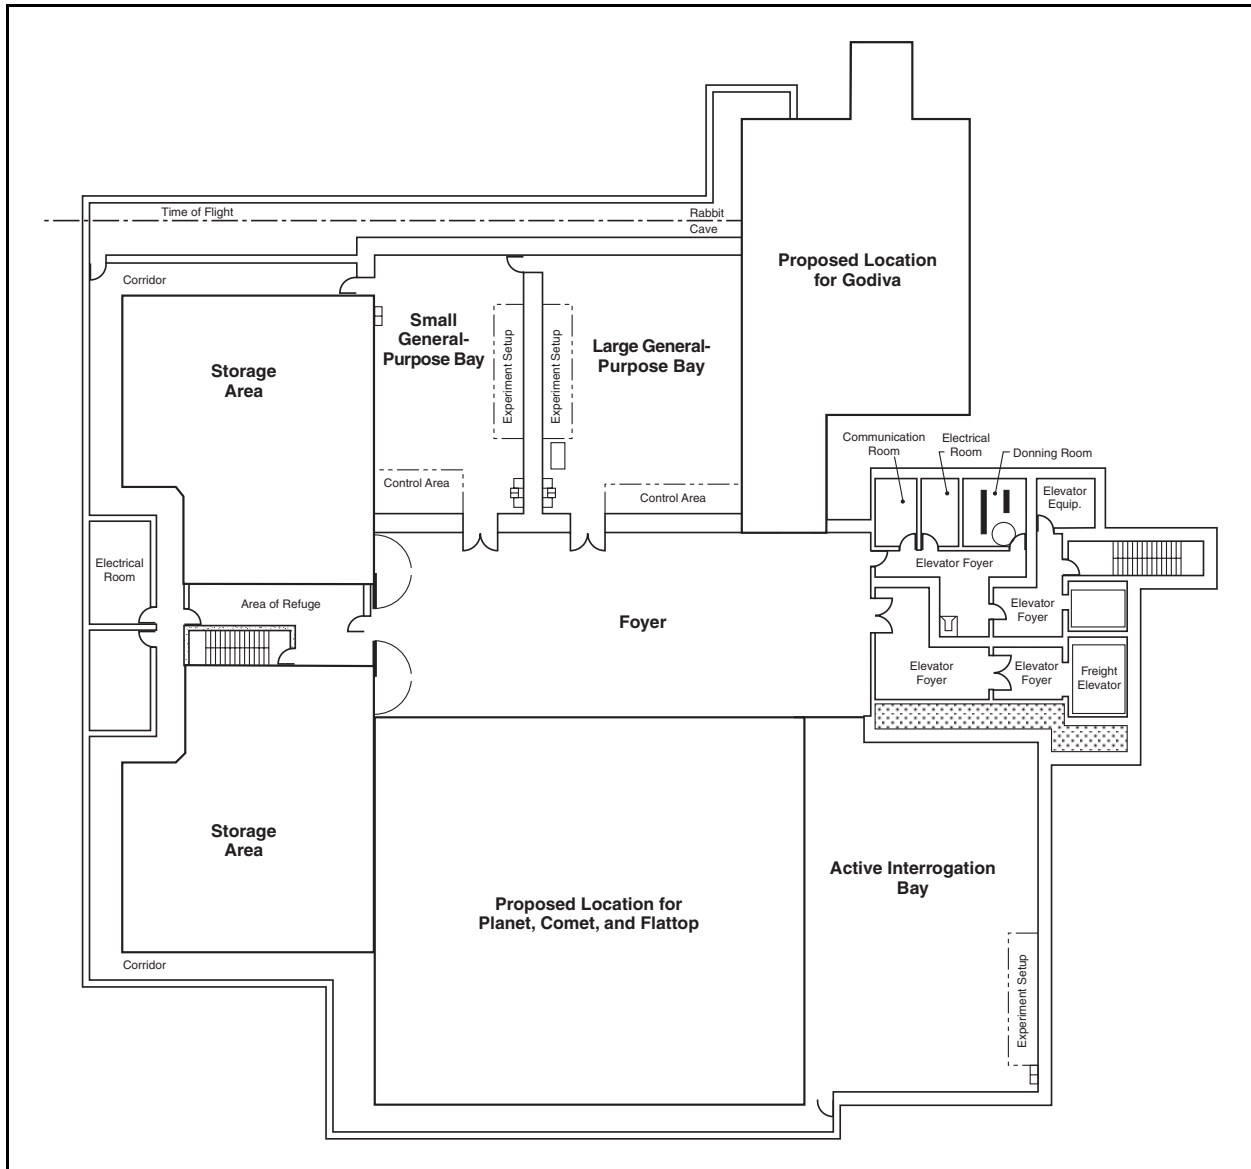 Time of Flight
Rabbit
Cave
Proposed Location
for Godiva
Corridor
Small
General-
Purpose Bay
Experiment Setup
Experiment Setup
Large General-
Purpose Bay
Storage
Area
Control Area
Control Area
Communication
Room
Electrical
Room
Donning Room
Elevator
Equip.
Electrical
Room
Elevator Foyer
Area of Refuge
Foyer
Elevator
Foyer
Elevator
Foyer
Elevator
Foyer
Freight
Elevator
Storage
Area
Active Interrogation
Bay
Proposed Location for
Planet, Comet, and Flattop
Experiment Setup
Corridor